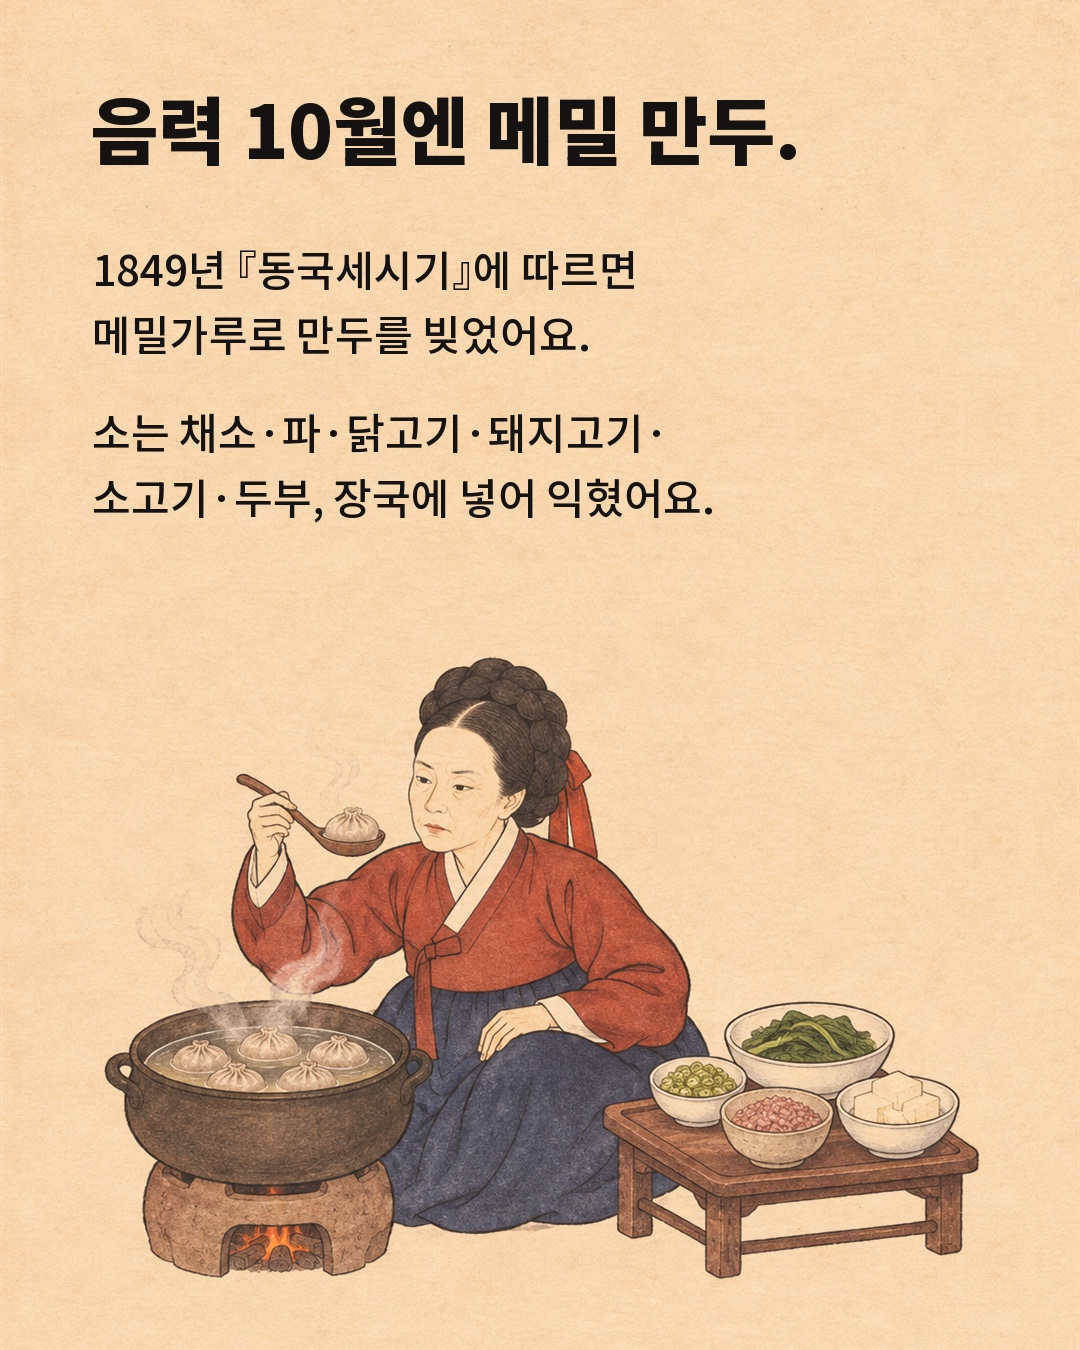 음력 10월엔 메밀 만두.
1849년 『동국세시기』에 따르면
메밀가루로 만두를 빚었어요.
소는 채소·파·닭고기·돼지고기·
소고기·두부, 장국에 넣어 익혔어요.